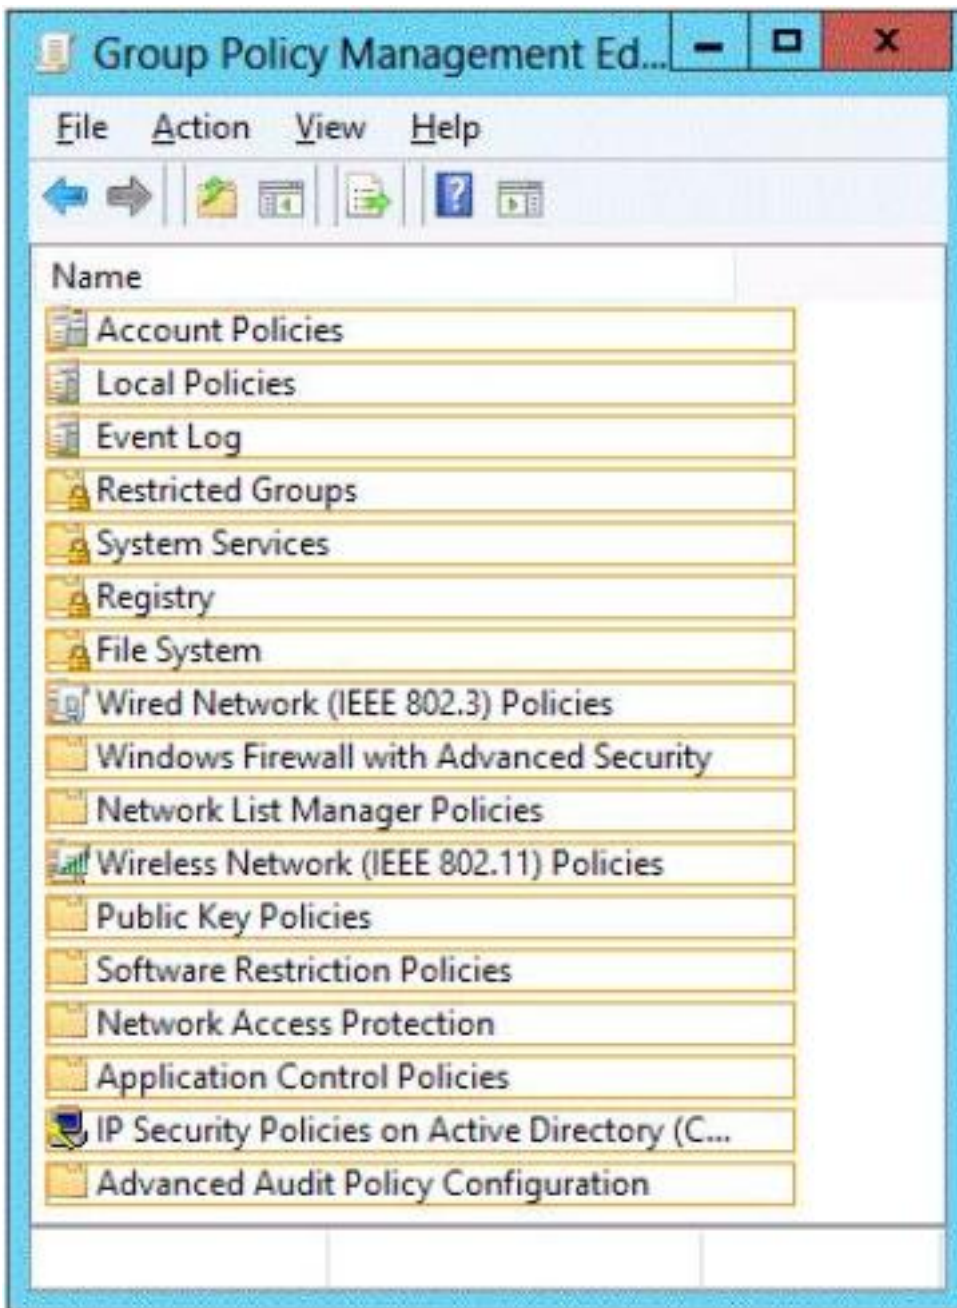 Group Policy Management Ed...
File Action View Help
Name
Account Policies
Local Policies
Event Log
Restricted Groups
System Services
Registry
File System
Wired Network (IEEE 802.3) Policies
Windows Firewall with Advanced Security
Network List Manager Policies
Wireless Network (IEEE 802.11) Policies
Public Key Policies
Software Restriction Policies
Network Access Protection
Application Control Policies
IP Security Policies on Active Directory (C...
Advanced Audit Policy Configuration